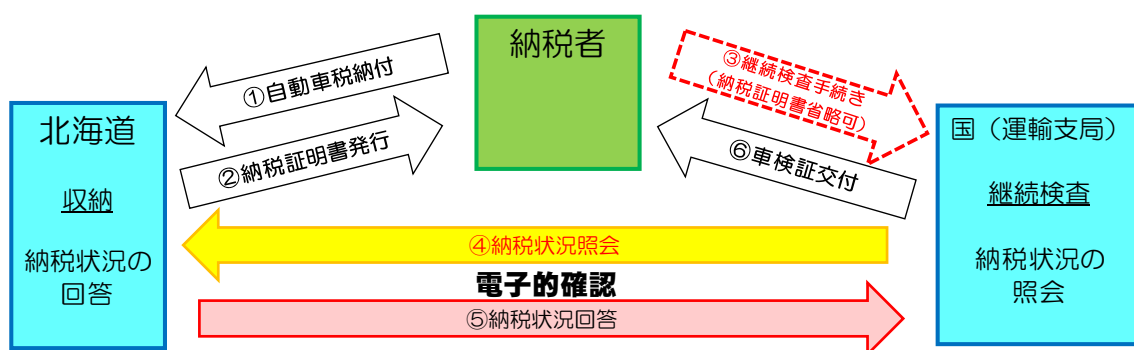 納税者
①自動車税納付
②納税証明書発行
③継続検査手続き
(納税証明書省略可)
⑥車検証交付
北海道
収納
納税状況の
回答
国（運輸支局）
継続検査
納税状況の
照会
④納税状況照会
電子的確認
⑤納税状況回答